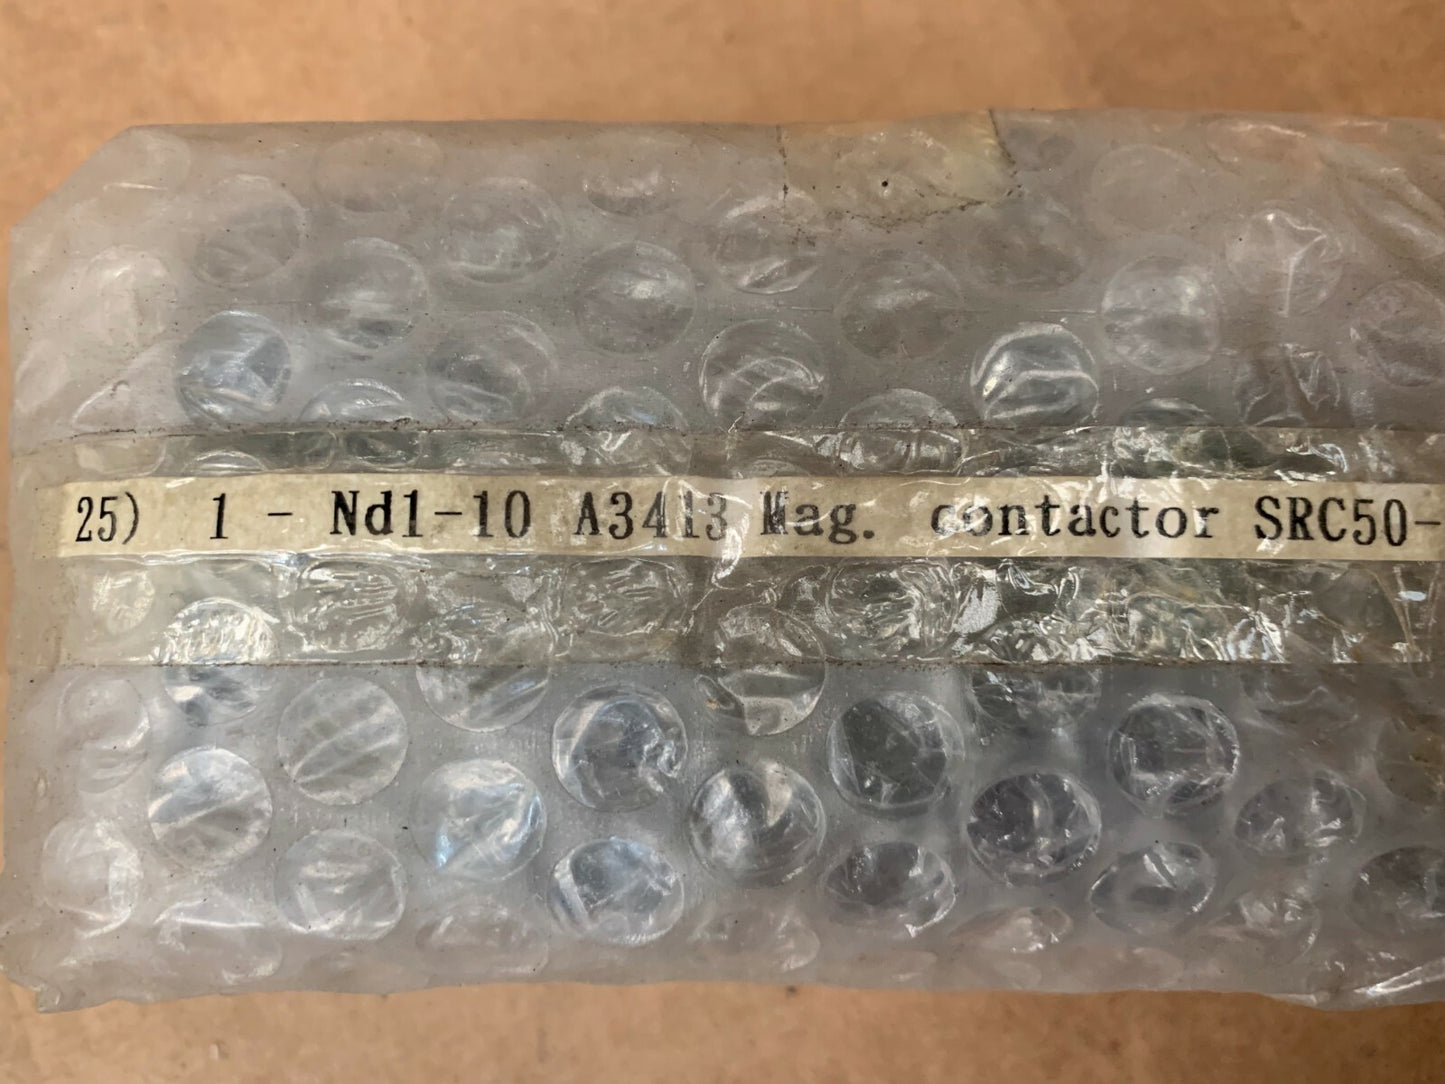 25) 1 - Nd1-10 A3413 Mag. contactor SRC50-